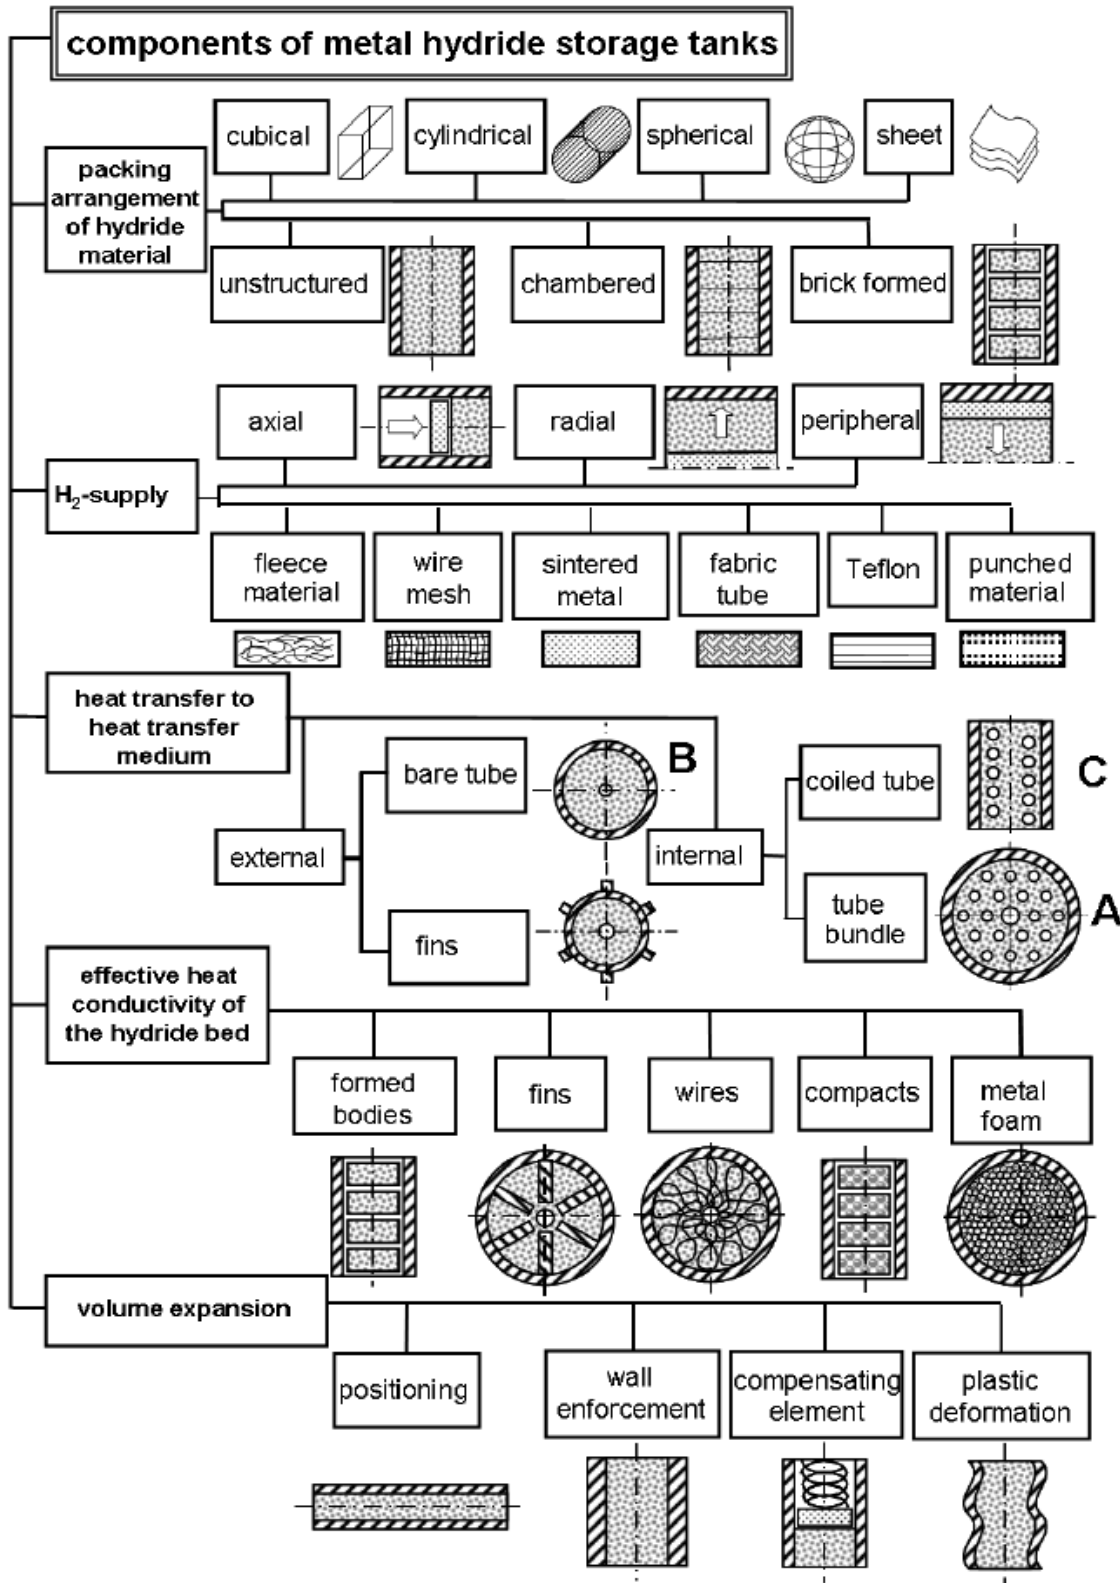 components of metal hydride storage tanks
cubical
cylindrical
spherical
sheet
packing
arrangement
of hydride
material
unstructured
chambered
brick formed
axial
radial
peripheral
H₂-supply
fleece
material
wire
mesh
sintered
metal
fabric
tube
Teflon
punched
material
heat transfer to
heat transfer
medium
bare tube
B
coiled tube
C
external
internal
fins
tube
bundle
A
effective heat
conductivity of
the hydride bed
formed
bodies
fins
wires
compacts
metal
foam
volume expansion
positioning
wall
enforcement
compensating
element
plastic
deformation